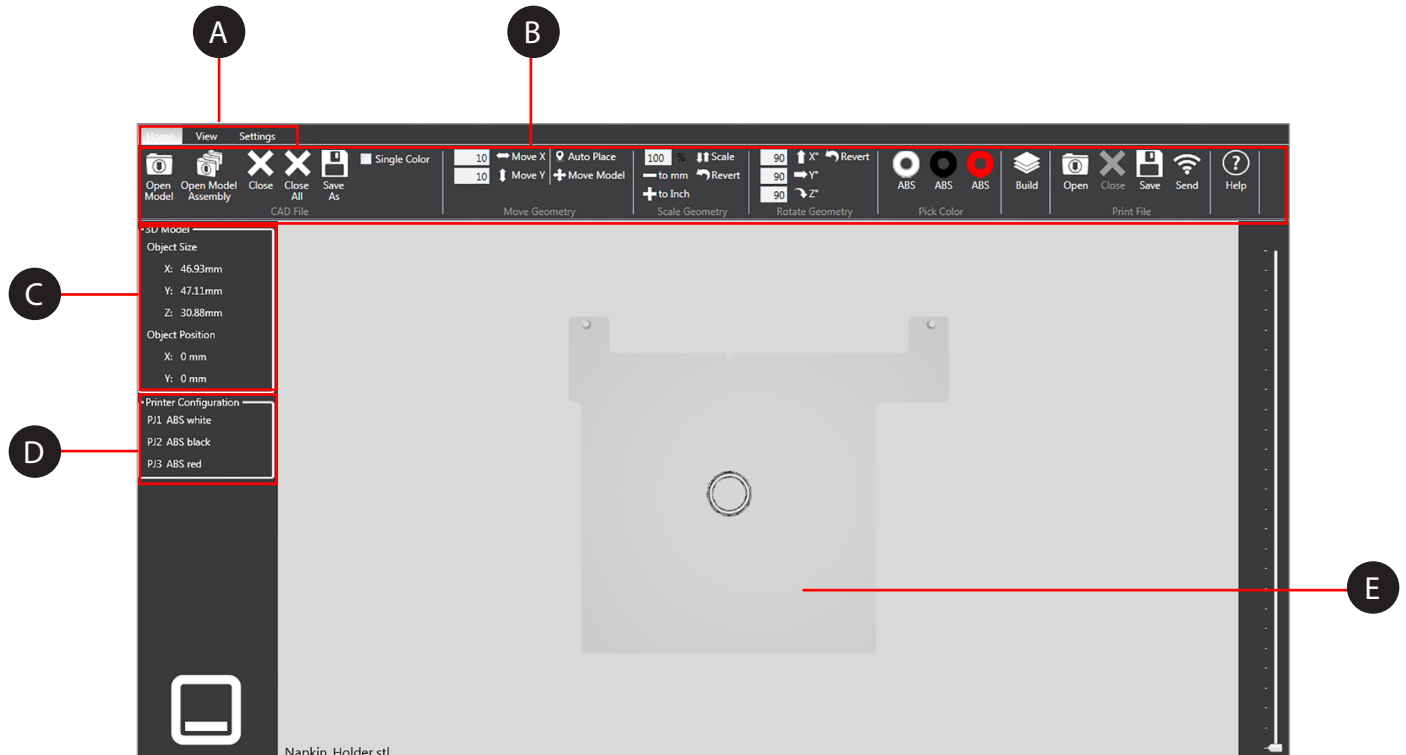 A
B
Home View Settings
Open Model
Open Model Assembly
Close
Close All
Save As
Single Color
CAD File
10 Move X
10 Move Y
Auto Place
Move Model
Move Geometry
100 % Scale
to mm Revert
to Inch
Scale Geometry
90 X° Revert
90 Y°
90 Z°
Rotate Geometry
ABS ABS ABS
Pick Color
Build
Open Close Save Send
Print File
? Help
3D Model
Object Size
X: 46.93mm
Y: 47.11mm
Z: 30.88mm
Object Position
X: 0 mm
Y: 0 mm
C
Printer Configuration
PJ1 ABS white
PJ2 ABS black
PJ3 ABS red
D
E
Napkin_Holder.stl